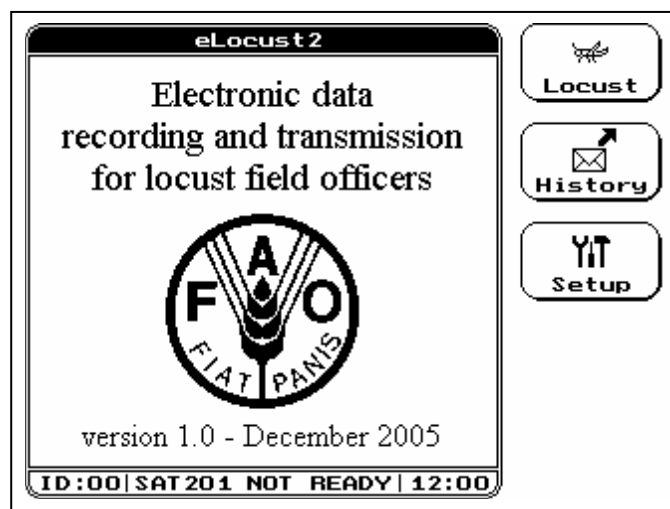 eLocust2
Electronic data
recording and transmission
for locust field officers
F A O
FIAT PANIS
version 1.0 - December 2005
ID:00|SAT201 NOT READY|12:00
Locust
History
Setup